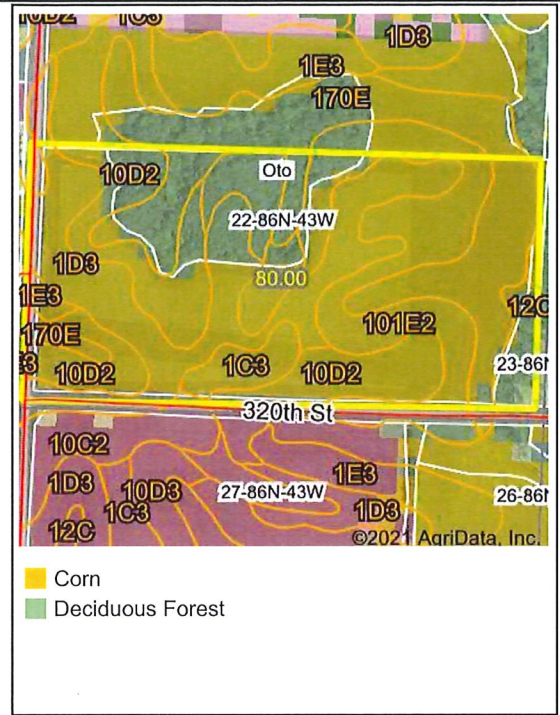 10D2
1C3
1D3
1E3
170E
10D2
Oto
22-86N-43W
1D3
80.00
1E3
12C
101E2
170E
23-86N
1C3
10D2
10D2
320th St
10C2
1E3
1D3
10D3
27-86N-43W
26-86N
1C3
1D3
12C
©2021 AgriData, Inc.
Corn
Deciduous Forest